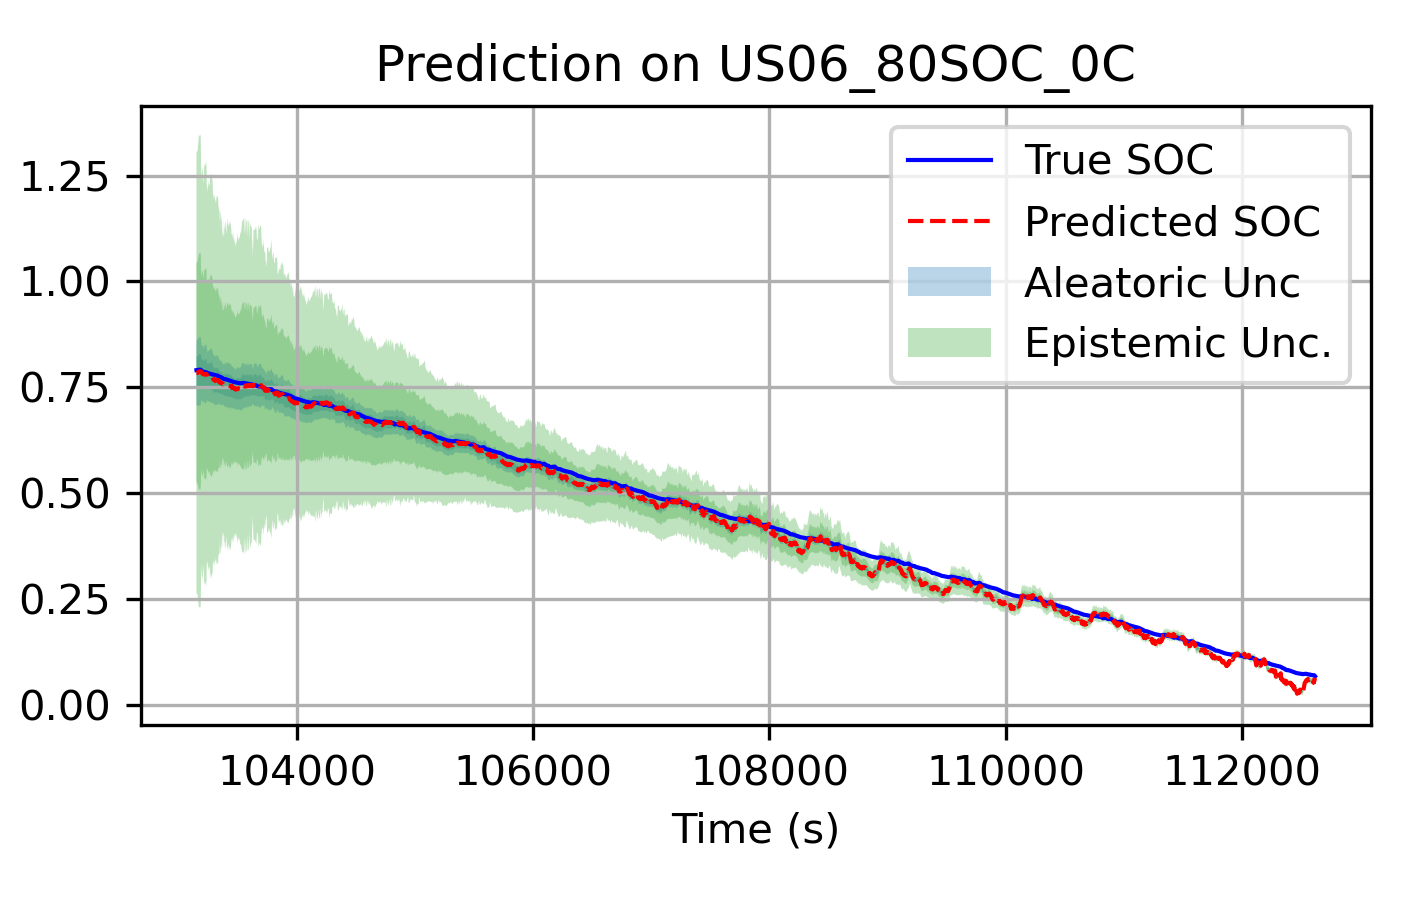 Prediction on US06_80SOC_0C
True SOC
Predicted SOC
Aleatoric Unc
Epistemic Unc.
1.25
1.00
0.75
0.50
0.25
0.00
104000 106000 108000 110000 112000
Time (s)